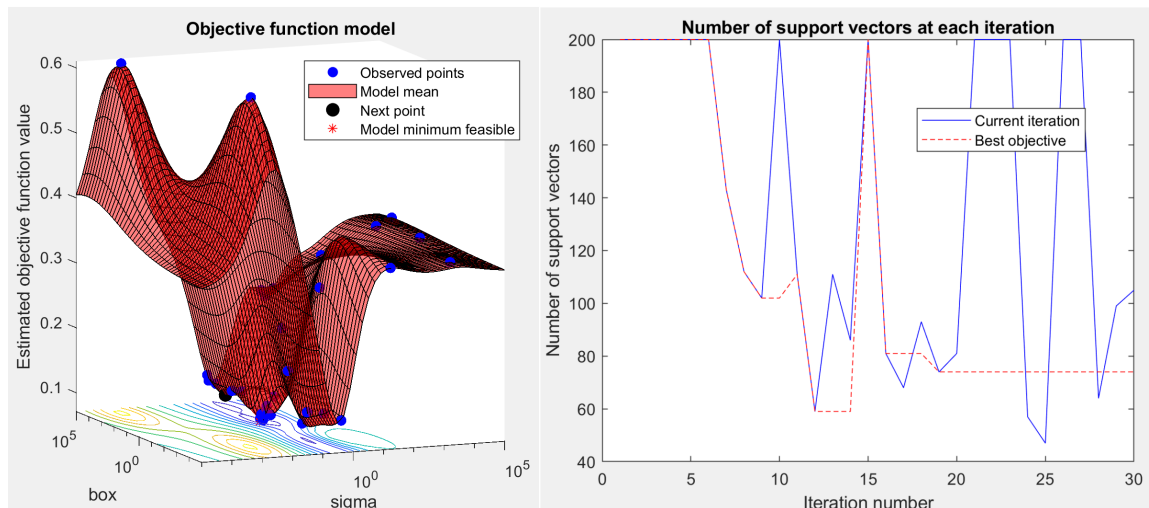 Objective function model
Observed points
Model mean
Next point
Model minimum feasible
Estimated objective function value
0.6
0.5
0.4
0.3
0.2
0.1
10^5
10^0
box
10^0
10^5
sigma
Number of support vectors at each iteration
Current iteration
Best objective
Number of support vectors
200
180
160
140
120
100
80
60
40
0
5
10
15
20
25
30
Iteration number